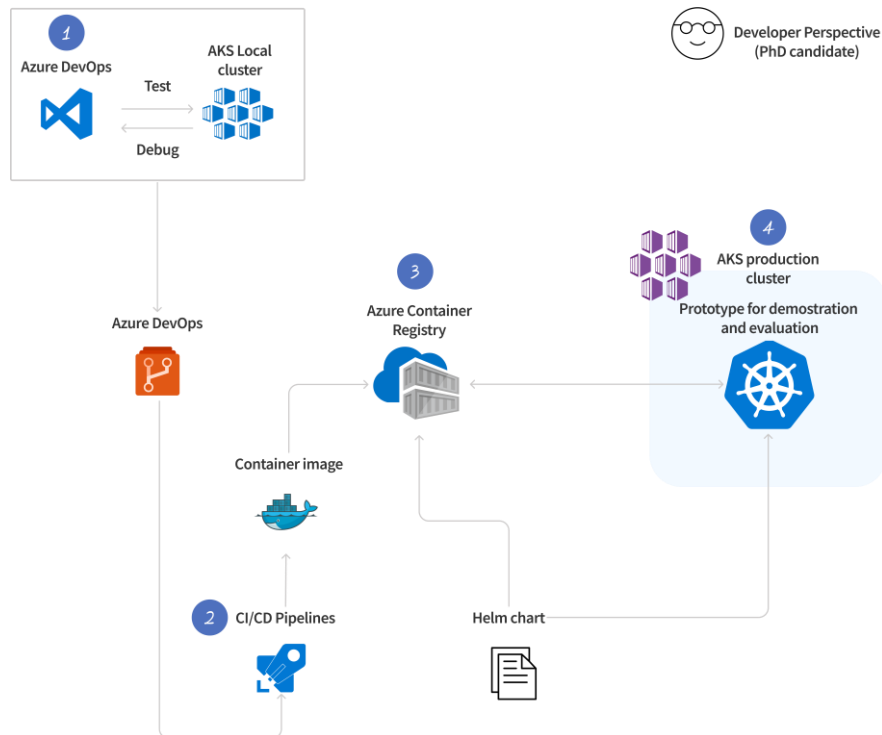 1
Azure DevOps
AKS Local
cluster
Test
Debug
Developer Perspective
(PhD candidate)
4
AKS production
cluster
Prototype for demostration
and evaluation
3
Azure Container
Registry
Azure DevOps
Container image
2
CI/CD Pipelines
Helm chart